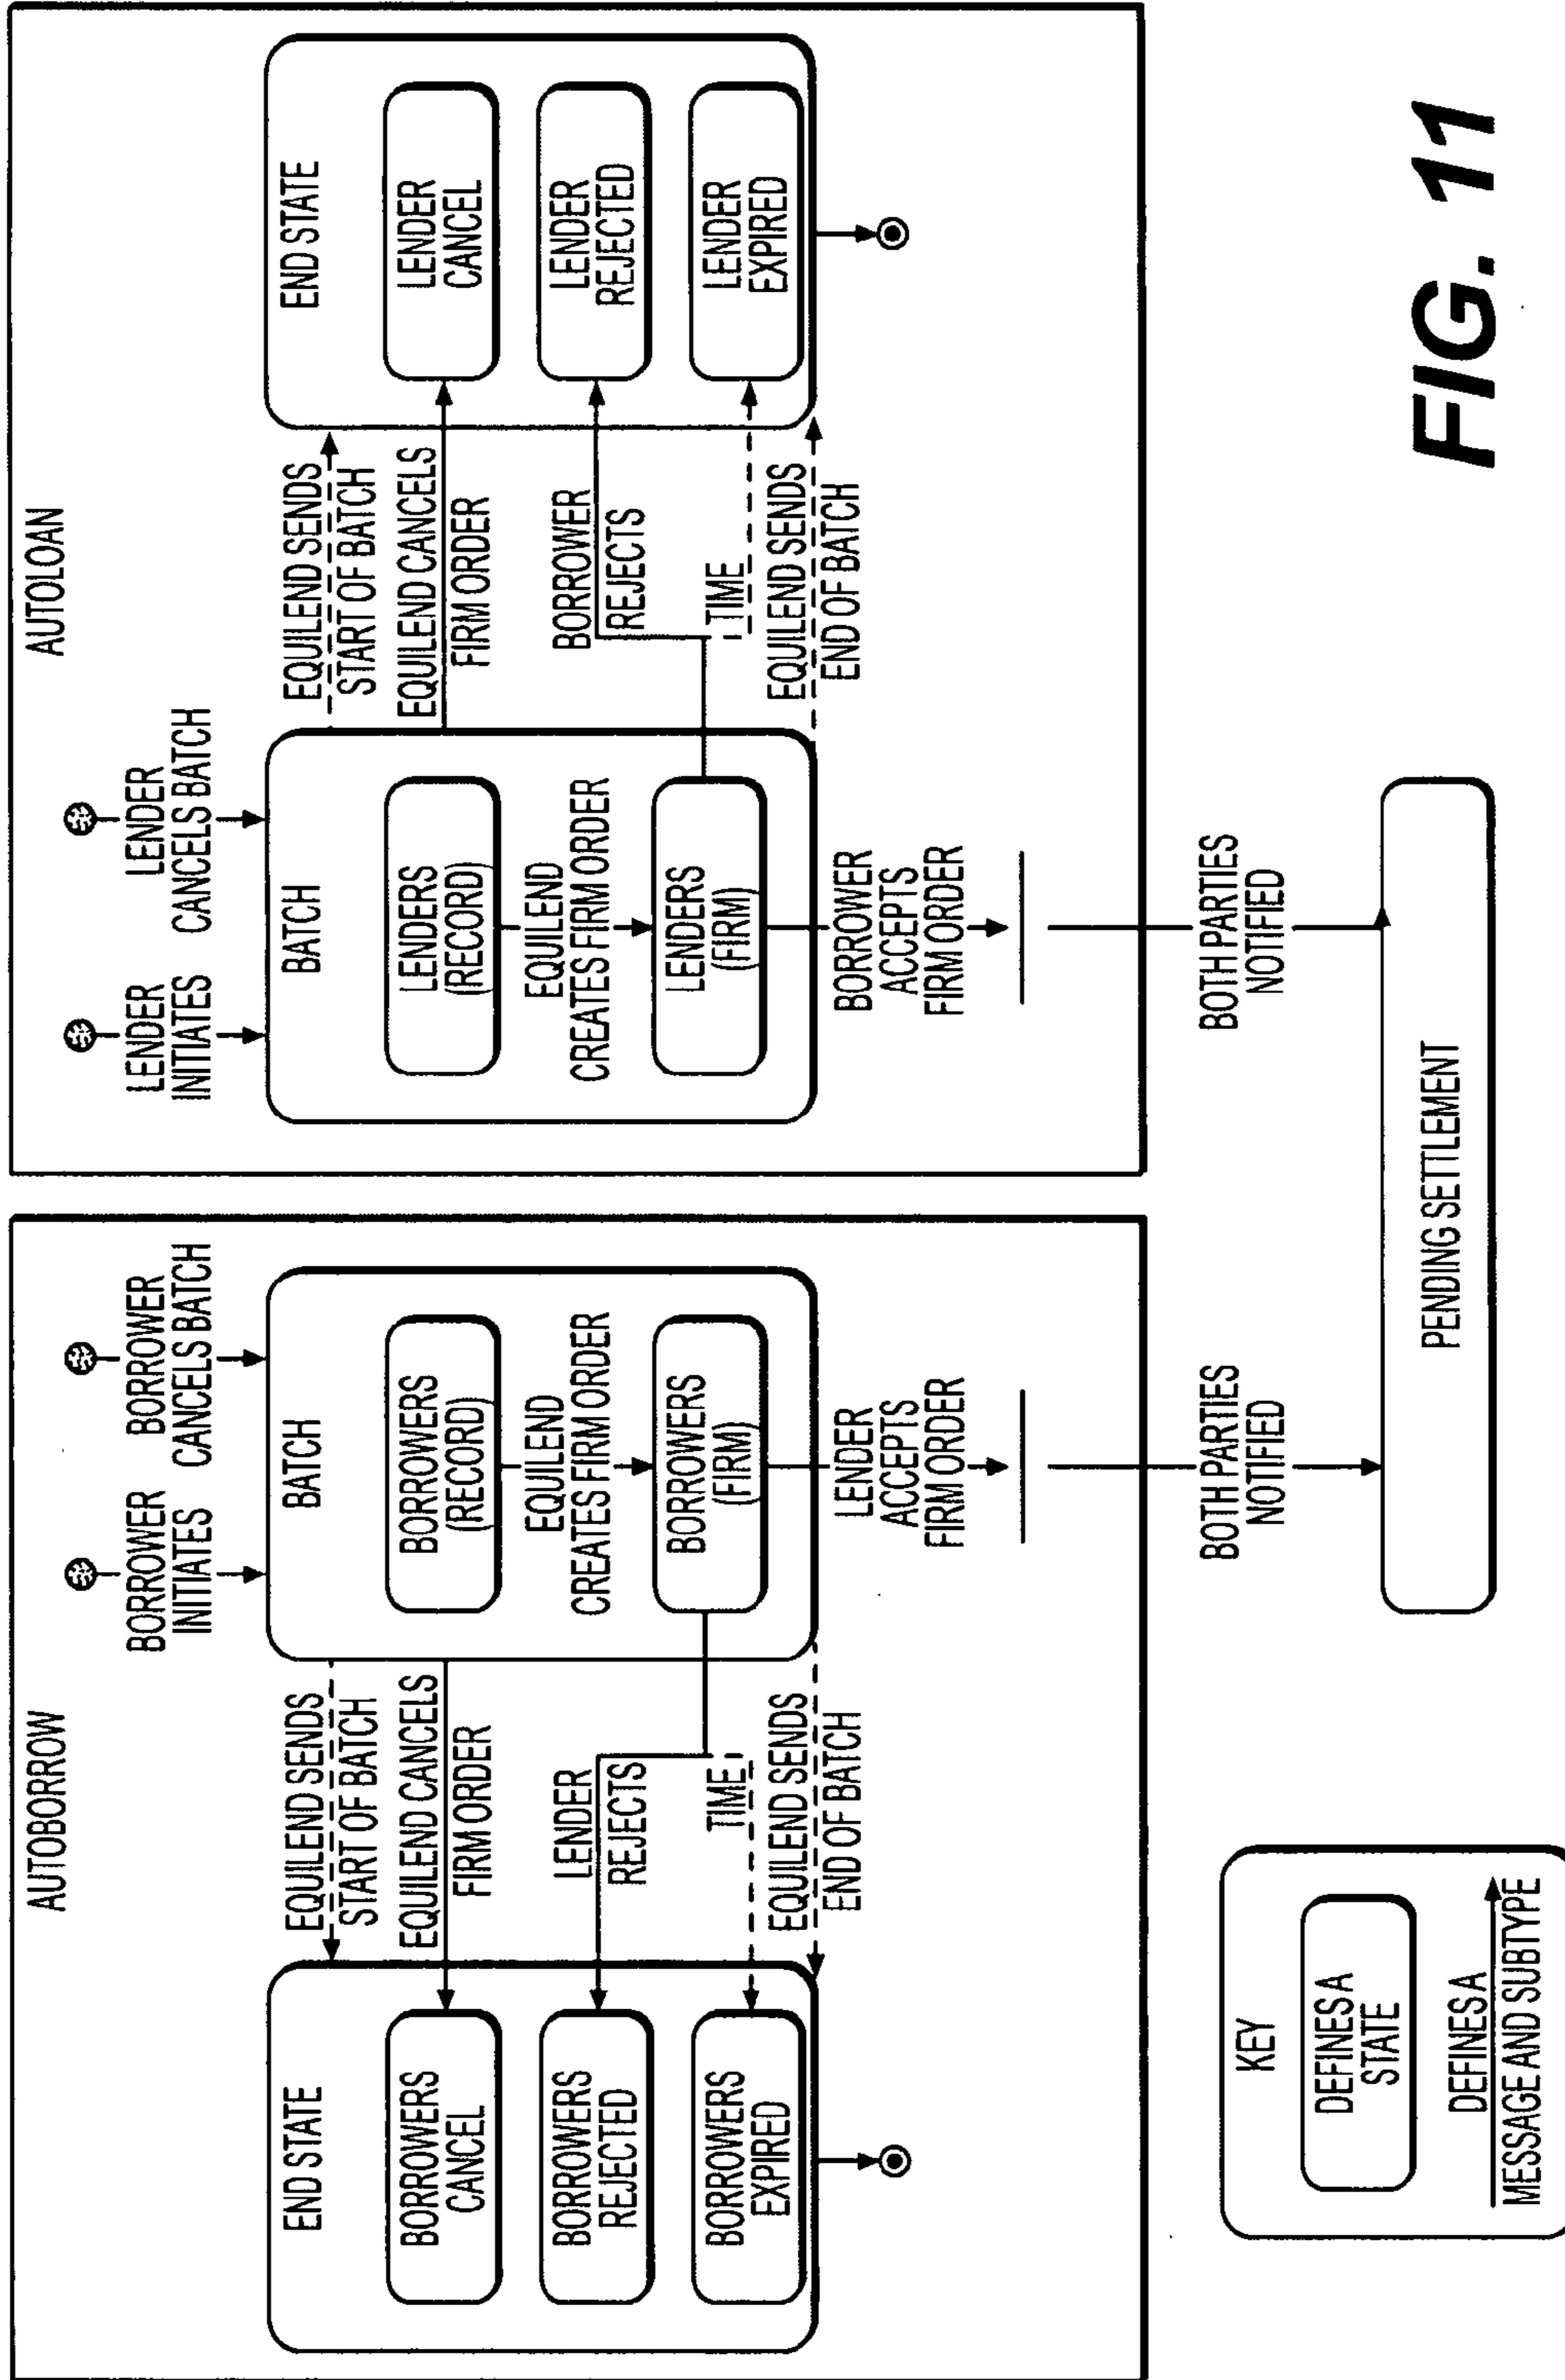 AUTOBORROW
BORROWER
INITIATES
BORROWER
CANCELS BATCH
END STATE
BORROWERS
CANCEL
BORROWERS
REJECTED
BORROWERS
EXPIRED
EQUILEND SENDS
START OF BATCH
EQUILEND CANCELS
FIRM ORDER
LENDER
REJECTS
TIME
EQUILEND SENDS
END OF BATCH
BATCH
BORROWERS
(RECORD)
EQUILEND
CREATES FIRM ORDER
BORROWERS
(FIRM)
LENDER
ACCEPTS
FIRM ORDER
BOTH PARTIES
NOTIFIED
AUTOLOAN
LENDER
INITIATES
LENDER
CANCELS BATCH
BATCH
LENDERS
(RECORD)
EQUILEND
CREATES FIRM ORDER
LENDERS
(FIRM)
BORROWER
ACCEPTS
FIRM ORDER
EQUILEND SENDS
START OF BATCH
EQUILEND CANCELS
FIRM ORDER
BORROWER
REJECTS
TIME
EQUILEND SENDS
END OF BATCH
END STATE
LENDER
CANCEL
LENDER
REJECTED
LENDER
EXPIRED
BOTH PARTIES
NOTIFIED
PENDING SETTLEMENT
KEY
DEFINES A
STATE
DEFINES A
MESSAGE AND SUBTYPE
FIG. 11